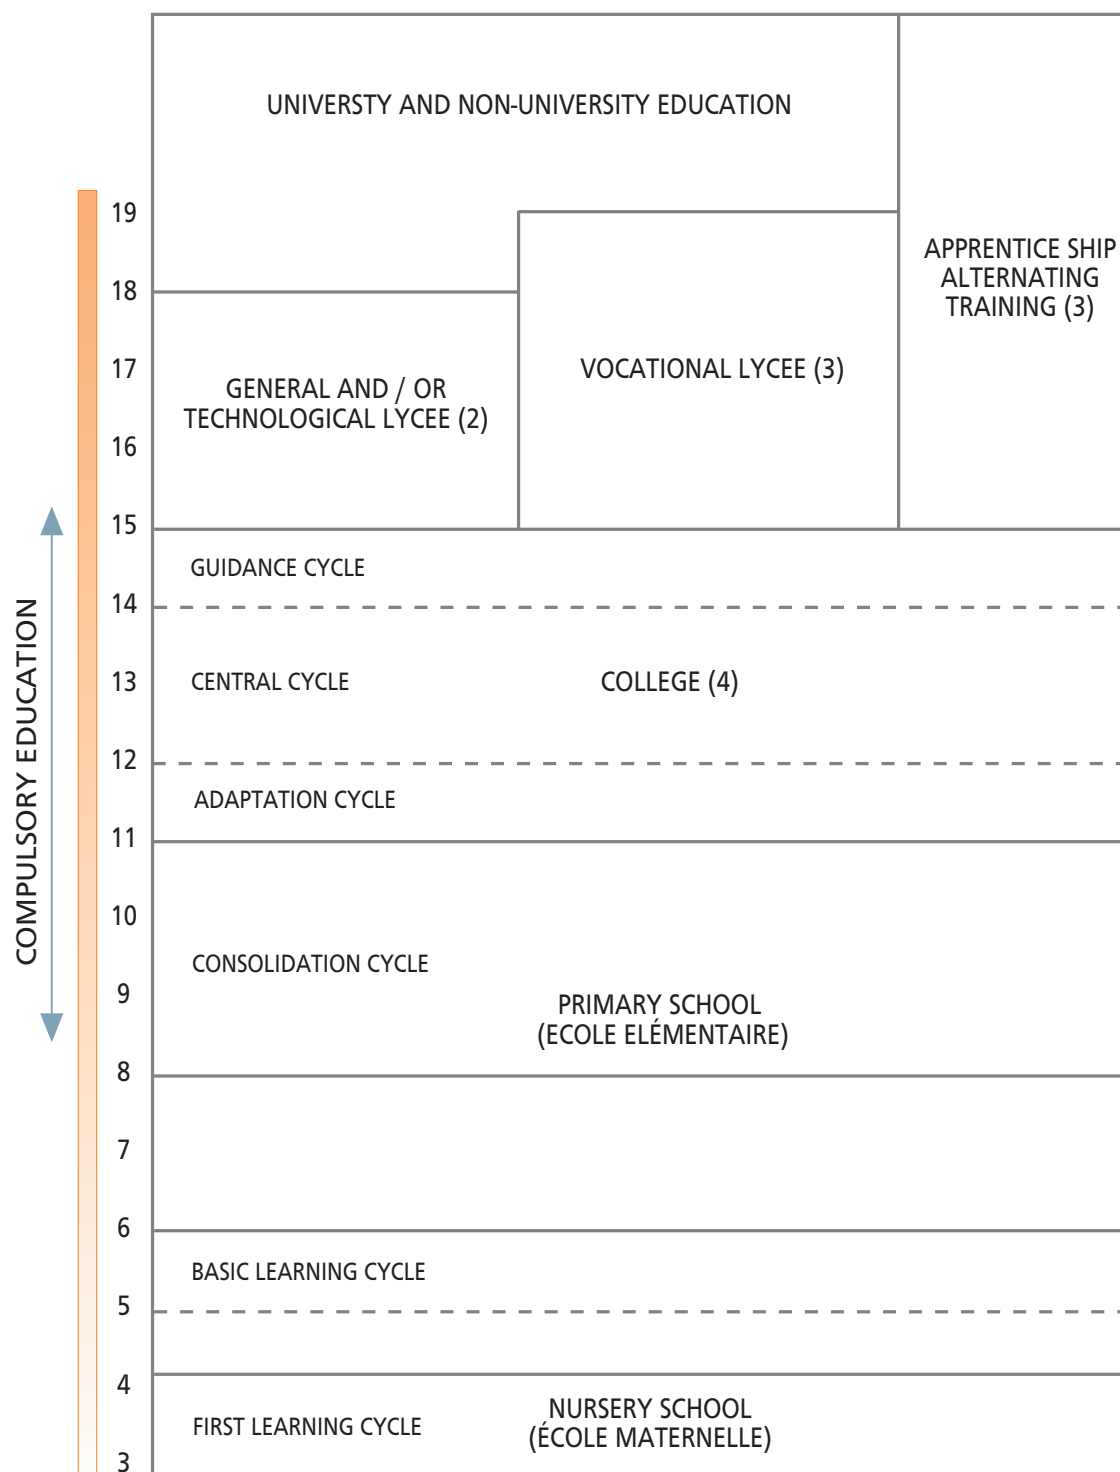 UNIVERSTY AND NON-UNIVERSITY EDUCATION
19
APPRENTICE SHIP
ALTERNATING
TRAINING (3)
18
17
VOCATIONAL LYCEE (3)
GENERAL AND / OR
TECHNOLOGICAL LYCEE (2)
16
15
GUIDANCE CYCLE
14
COMPULSORY EDUCATION
13
CENTRAL CYCLE
COLLEGE (4)
12
ADAPTATION CYCLE
11
10
CONSOLIDATION CYCLE
9
PRIMARY SCHOOL
(ECOLE ELÉMENTAIRE)
8
7
6
BASIC LEARNING CYCLE
5
4
FIRST LEARNING CYCLE
NURSERY SCHOOL
(ÉCOLE MATERNELLE)
3